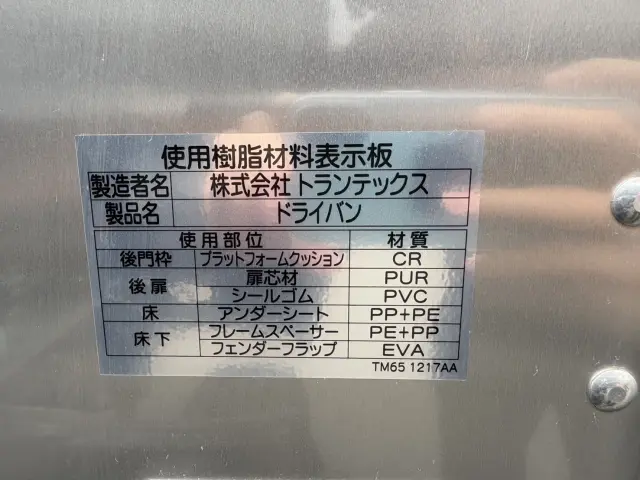 使用樹脂材料表示板
製造者名 株式会社 トランテックス
製品名 ドライバン
使用部位 材質
後門枠 プラットフォームクッション CR
後扉 扉芯材 PUR
シールゴム PVC
床 アンダーシート PP+PE
床下 フレームスペーサー PE+PP
フェンダーフラップ EVA
TM65 1217AA